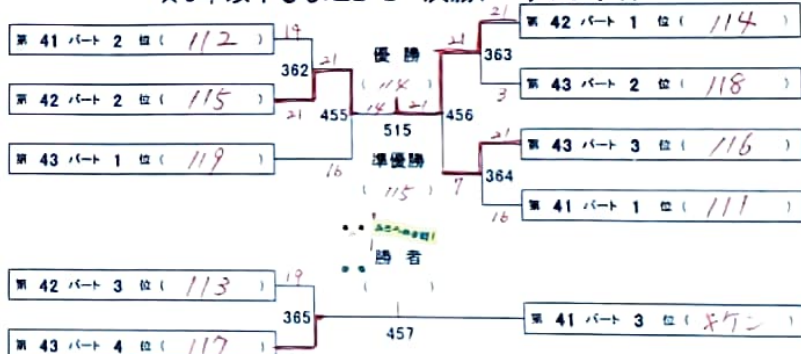 第 41 パート 2 位 ( 112 )
19
362
21
第 42 パート 2 位 ( 115 )
21
455
第 43 パート 1 位 ( 119 )
16
優 勝
( 114 )
14 21
515
準優勝
( 115 )
勝 者
( )
457
21
456
7
21
363
第 42 パート 1 位 ( 114 )
3
第 43 パート 2 位 ( 118 )
21
第 43 パート 3 位 ( 116 )
364
16
第 41 パート 1 位 ( 111 )
第 42 パート 3 位 ( 113 )
19
365
第 43 パート 4 位 ( 117 )
第 41 パート 3 位 ( キケン )